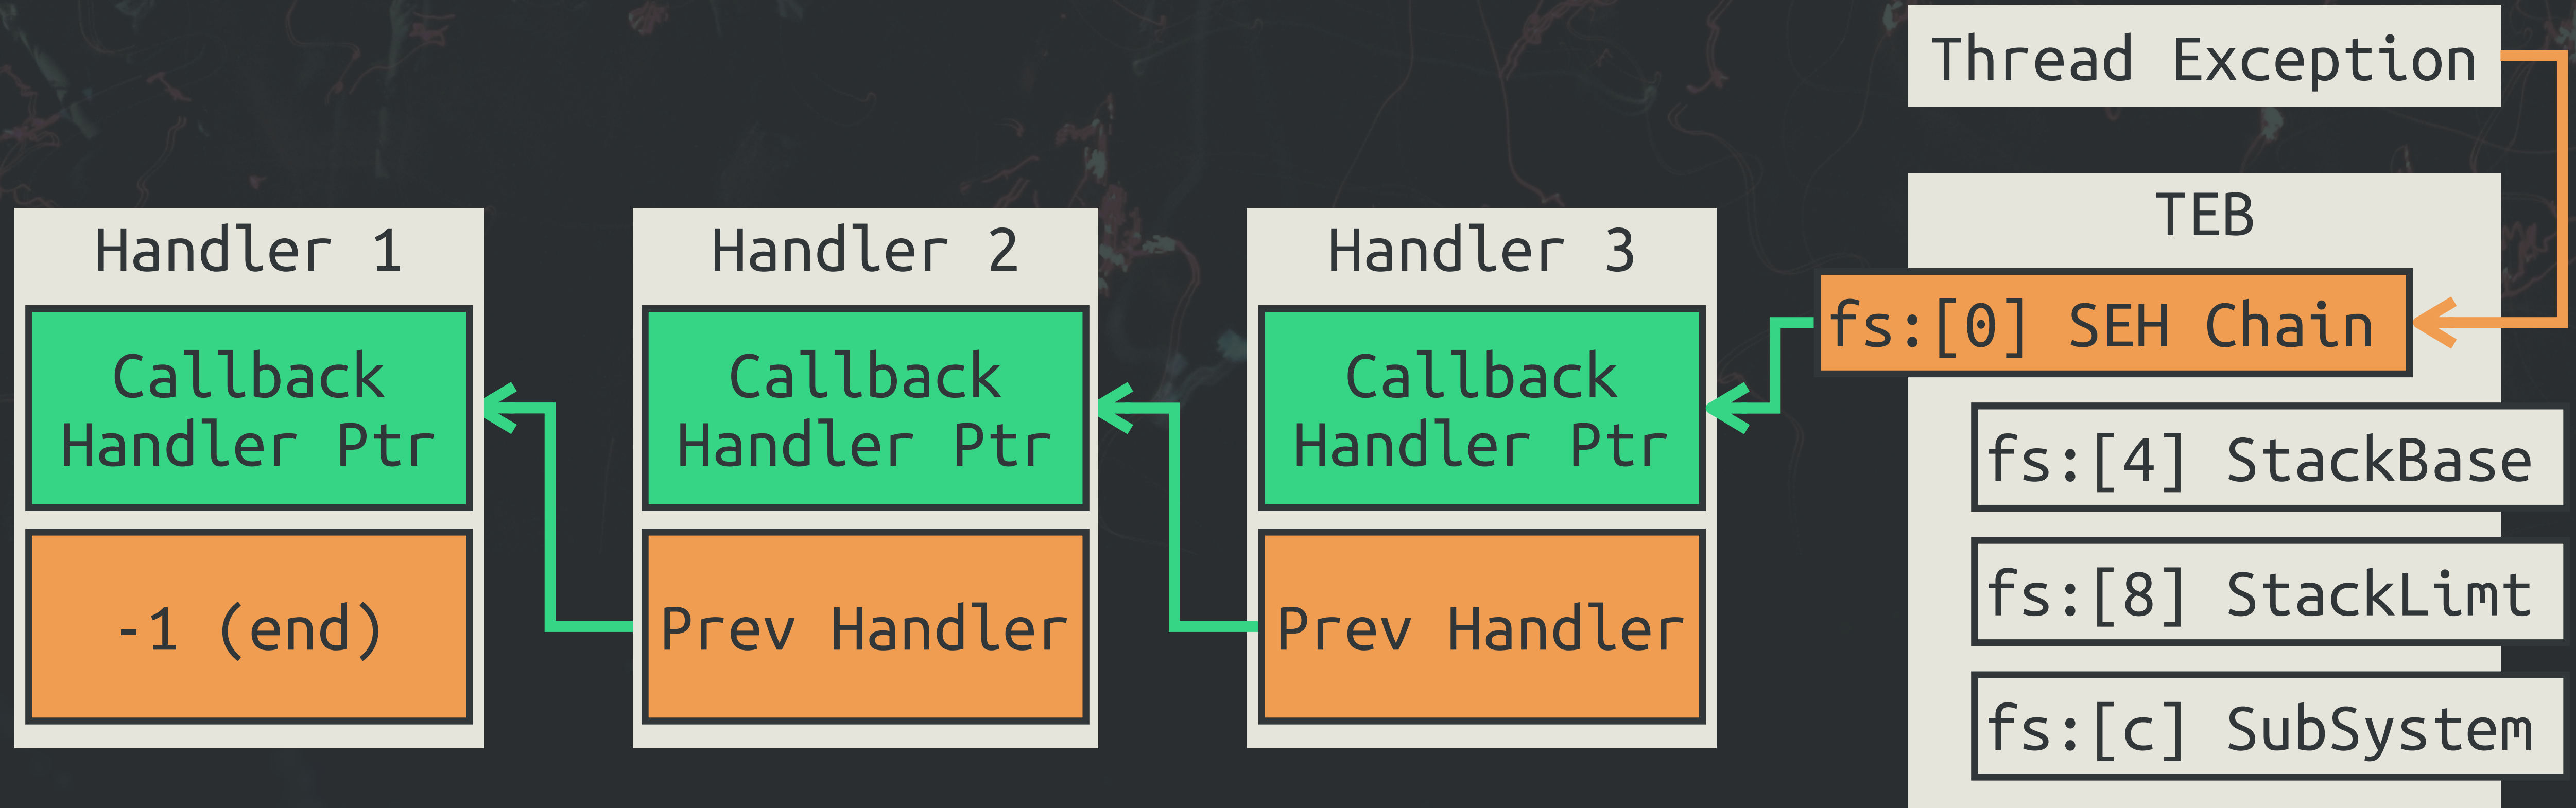 Thread Exception
Handler 1
Callback
Handler Ptr
-1 (end)
Handler 2
Callback
Handler Ptr
Prev Handler
Handler 3
Callback
Handler Ptr
Prev Handler
TEB
fs:[0] SEH Chain
fs:[4] StackBase
fs:[8] StackLimt
fs:[c] SubSystem